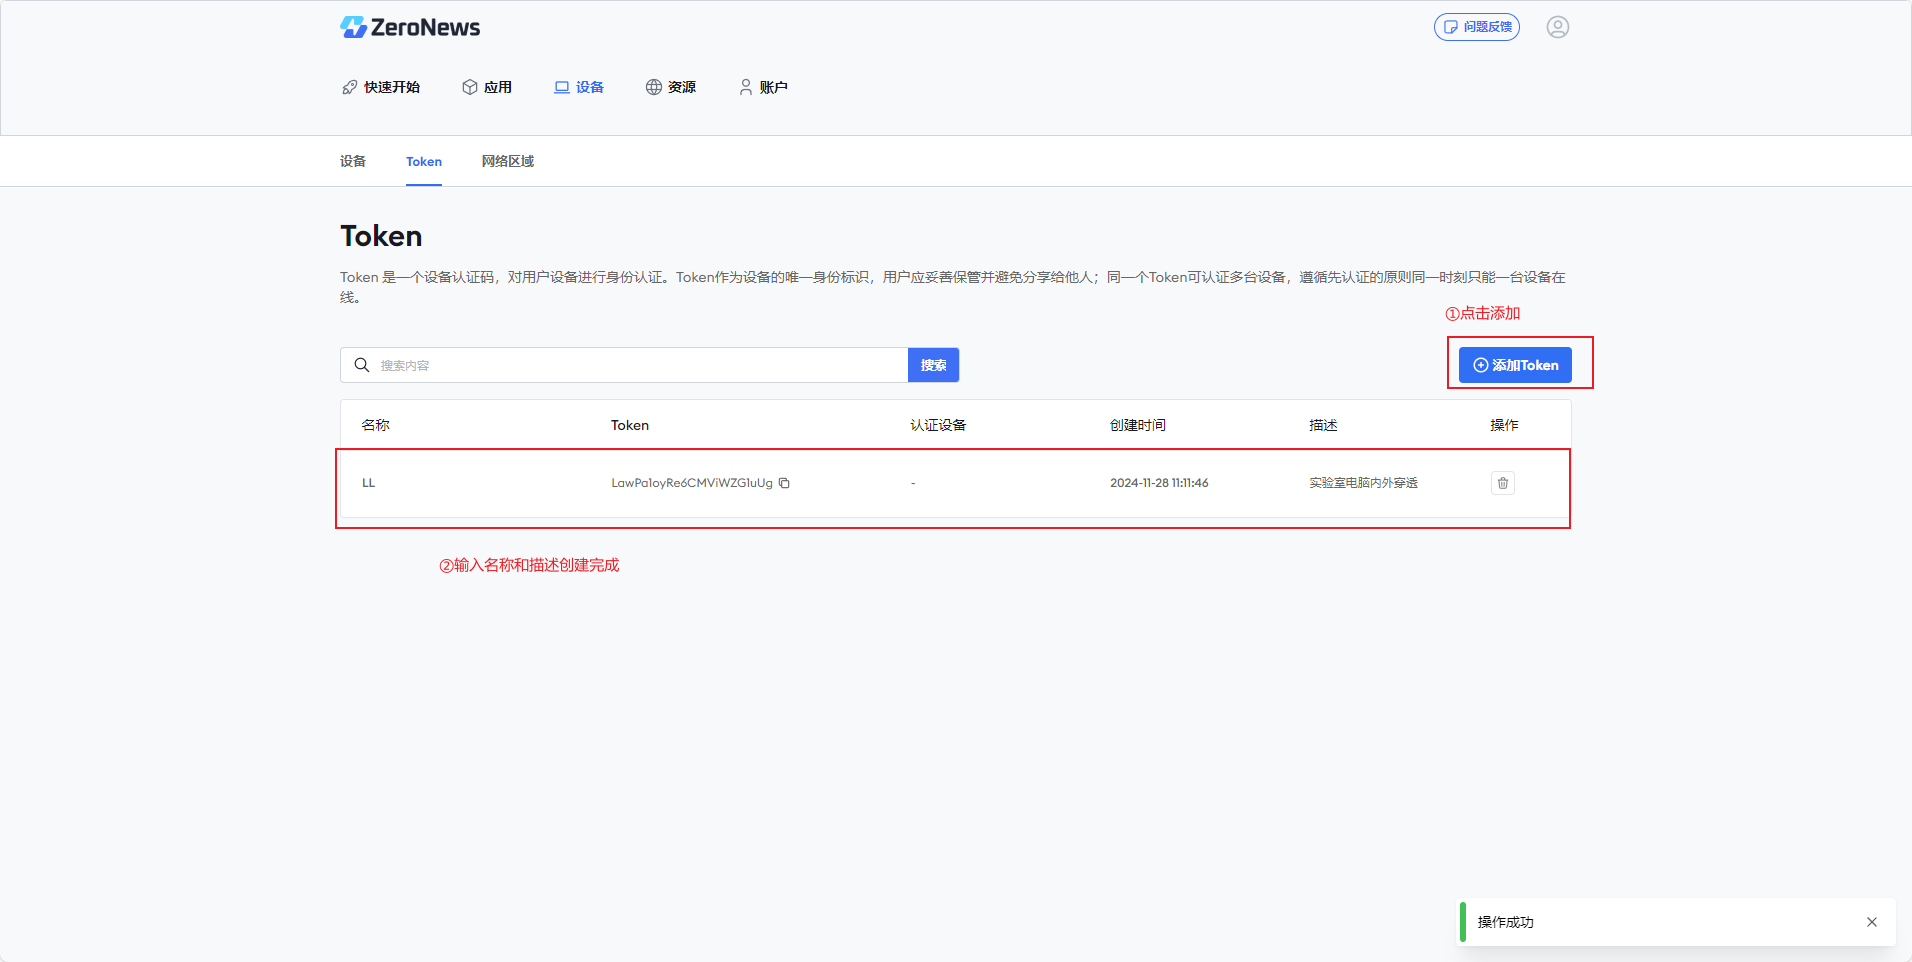 ZeroNews
问题反馈
快速开始
应用
设备
资源
账户
设备
Token
网络区域
Token
Token 是一个设备认证码，对用户设备进行身份认证。Token作为设备的唯一身份标识，用户应妥善保管并避免分享给他人；同一个Token可认证多台设备，遵循先认证的原则同一时刻只能一台设备在
线。
①点击添加
搜索内容
搜索
添加Token
名称 Token 认证设备 创建时间 描述 操作
LL LawPa1oyRe6CMViWZG1uUg - 2024-11-28 11:11:46 实验室电脑内外穿透
②输入名称和描述创建完成
操作成功